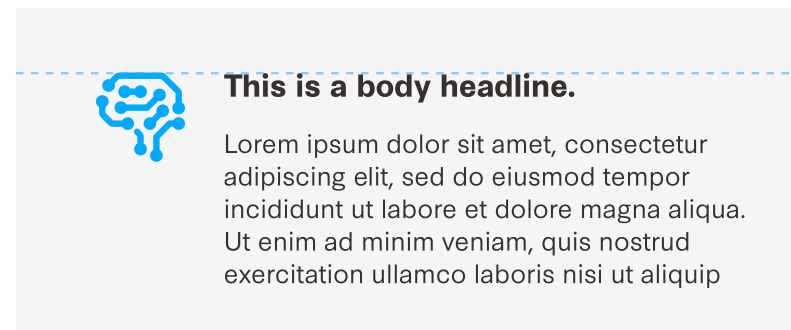 This is a body headline.
Lorem ipsum dolor sit amet, consectetur
adipiscing elit, sed do eiusmod tempor
incididunt ut labore et dolore magna aliqua.
Ut enim ad minim veniam, quis nostrud
exercitation ullamco laboris nisi ut aliquip